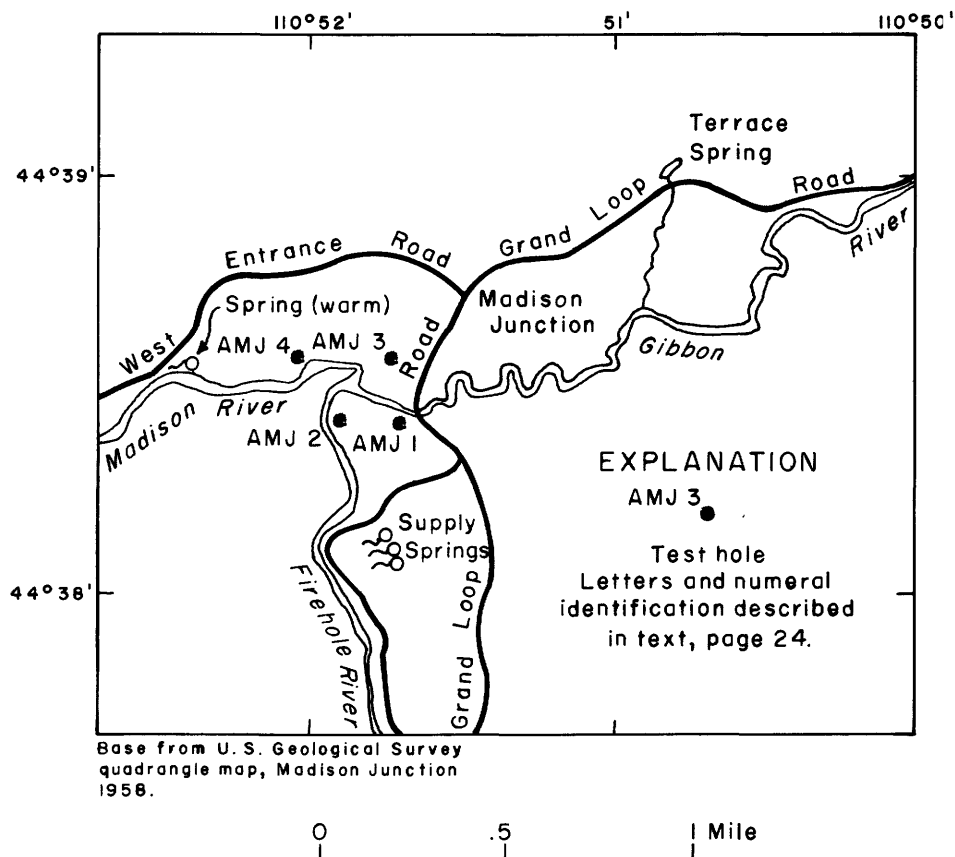 110°52'
51'
110°50'
Terrace
Spring
44°39'
Grand Loop Road
River
West Entrance Road
Spring (warm)
Madison
Junction
Road
AMJ 4
AMJ 3
Gibbon
Madison River
AMJ 2
AMJ 1
EXPLANATION
AMJ 3
Supply
Springs
Test hole
Letters and numeral
identification described
in text, page 24.
44°38'
Firehole River
Grand Loop
Base from U.S. Geological Survey
quadrangle map, Madison Junction
1958.
0 .5 1 Mile